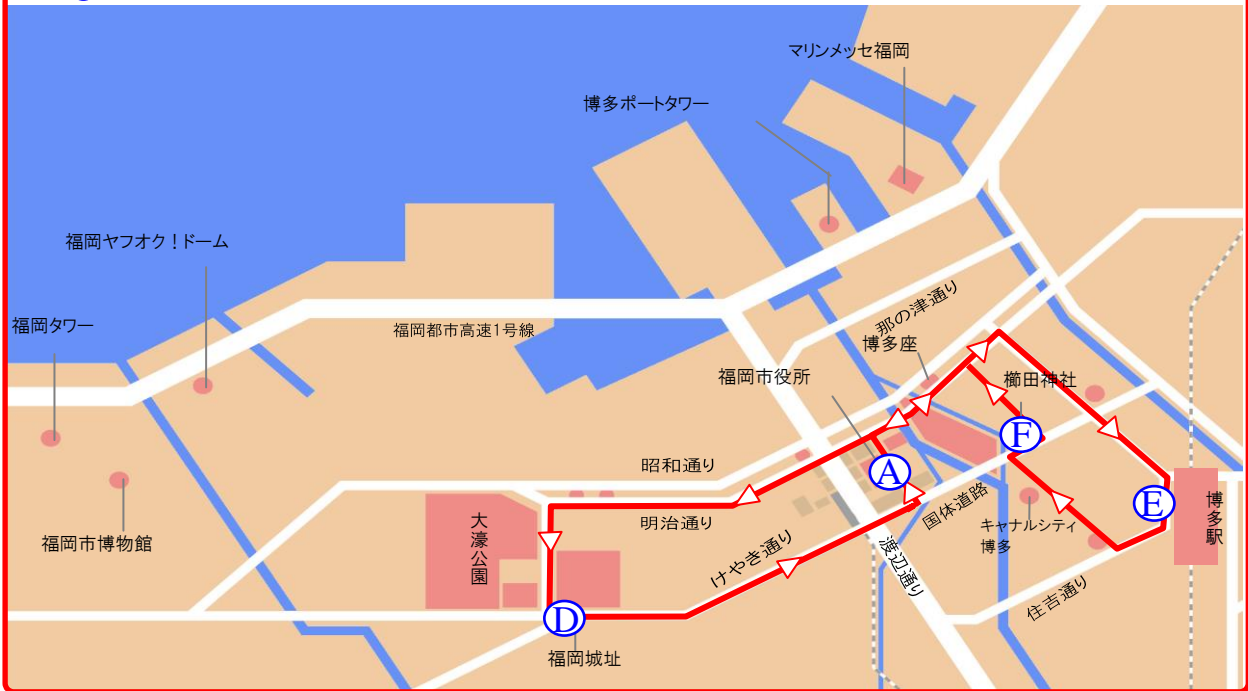 マリンメッセ福岡
博多ポートタワー
福岡ヤフオク！ドーム
福岡タワー
福岡都市高速1号線
那の津通り
博多座
福岡市役所
櫛田神社
F
昭和通り
A
明治通り
国体道路
E
博多駅
キャナルシティ
博多
大濠公園
福岡市博物館
けやき通り
渡辺通り
住吉通り
D
福岡城址